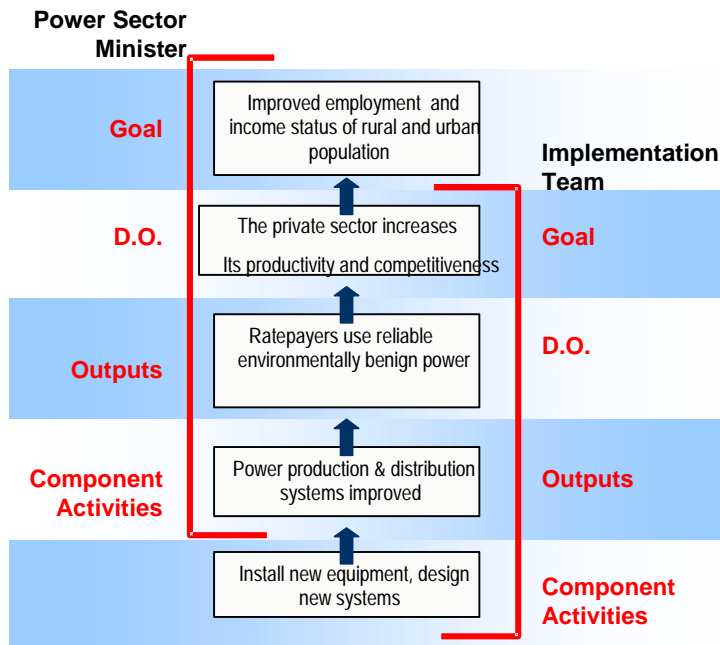 Power Sector
Minister
Goal
Improved employment and
income status of rural and urban
population
Implementation
Team
D.O.
The private sector increases
Its productivity and competitiveness
Goal
Outputs
Ratepayers use reliable
environmentally benign power
D.O.
Component
Activities
Power production & distribution
systems improved
Outputs
Install new equipment, design
new systems
Component
Activities